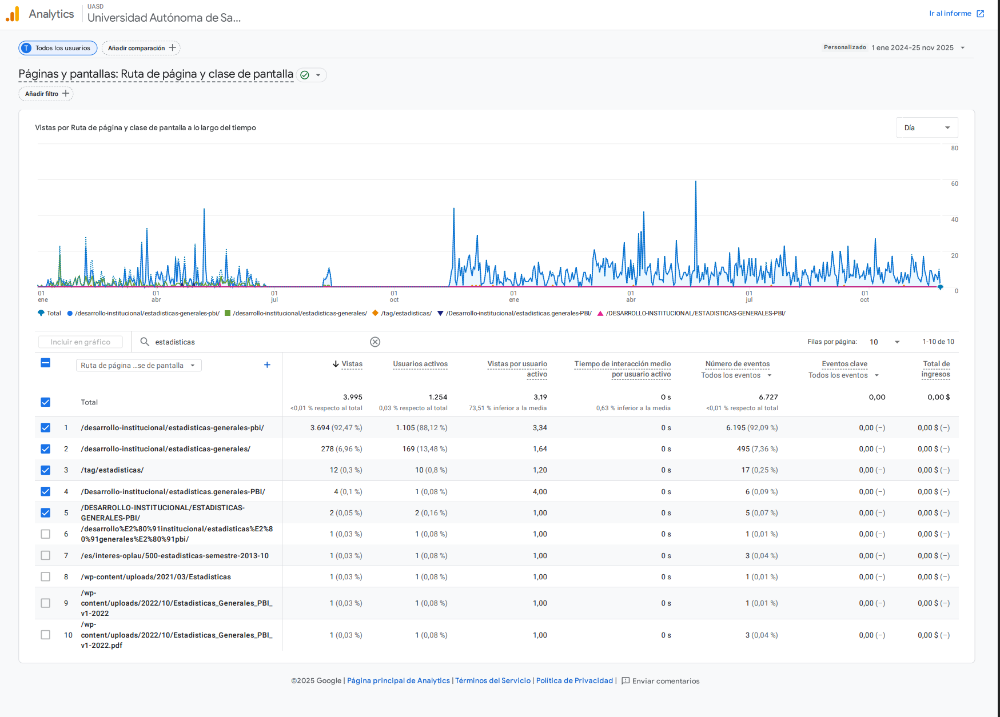 UASD
Analytics
Universidad Autónoma de Sa...
Ir al informe
T Todos los usuarios
Añadir comparación
Personalizado 1 ene 2024-25 nov 2025
Páginas y pantallas: Ruta de página y clase de pantalla
Añadir filtro
Vistas por Ruta de página y clase de pantalla a lo largo del tiempo
Día
80
60
40
20
0
01 ene
01 abr
01 jul
01 oct
01 ene
01 abr
01 jul
01 oct
Total /desarrollo-institucional/estadisticas-generales-pbi/ /desarrollo-institucional/estadisticas-generales/ /tag/estadisticas/ /Desarrollo-institucional/estadisticas.generales-PBI/ /DESARROLLO-INSTITUCIONAL/ESTADISTICAS-GENERALES-PBI/
Incluir en gráfico
estadisticas
Filas por página: 10 1-10 de 10
Ruta de página ...se de pantalla
Vistas
Usuarios activos
Vistas por usuario
activo
Tiempo de interacción medio
por usuario activo
Número de eventos
Todos los eventos
Eventos clave
Todos los eventos
Total de
ingresos
Total
3.995 1.254 3,19 0 s 6.727 0,00 0,00 $
<0,01 % respecto al total 0,03 % respecto al total 73,51 % inferior a la media 0,63 % inferior a la media <0,01 % respecto al total
1 /desarrollo-institucional/estadisticas-generales-pbi/ 3.694 (92,47 %) 1.105 (88,12 %) 3,34 0 s 6.195 (92,09 %) 0,00 (–) 0,00 $ (–)
2 /desarrollo-institucional/estadisticas-generales/ 278 (6,96 %) 169 (13,48 %) 1,64 0 s 495 (7,36 %) 0,00 (–) 0,00 $ (–)
3 /tag/estadisticas/ 12 (0,3 %) 10 (0,8 %) 1,20 0 s 17 (0,25 %) 0,00 (–) 0,00 $ (–)
4 /Desarrollo-institucional/estadisticas.generales-PBI/ 4 (0,1 %) 1 (0,08 %) 4,00 0 s 6 (0,09 %) 0,00 (–) 0,00 $ (–)
/DESARROLLO-INSTITUCIONAL/ESTADISTICAS-
5 GENERALES-PBI/ 2 (0,05 %) 2 (0,16 %) 1,00 0 s 5 (0,07 %) 0,00 (–) 0,00 $ (–)
/desarrollo%E2%80%91institucional/estadisticas%E2%8
6 0%91generales%E2%80%91pbi/ 1 (0,03 %) 1 (0,08 %) 1,00 0 s 1 (0,01 %) 0,00 (–) 0,00 $ (–)
7 /es/interes-oplau/500-estadisticas-semestre-2013-10 1 (0,03 %) 1 (0,08 %) 1,00 0 s 3 (0,04 %) 0,00 (–) 0,00 $ (–)
8 /wp-content/uploads/2021/03/Estadisticas 1 (0,03 %) 1 (0,08 %) 1,00 0 s 1 (0,01 %) 0,00 (–) 0,00 $ (–)
/wp-
9 content/uploads/2022/10/Estadisticas_Generales_PBI_ 1 (0,03 %) 1 (0,08 %) 1,00 0 s 1 (0,01 %) 0,00 (–) 0,00 $ (–)
v1-2022
/wp-
10 content/uploads/2022/10/Estadisticas_Generales_PBI_ 1 (0,03 %) 1 (0,08 %) 1,00 0 s 3 (0,04 %) 0,00 (–) 0,00 $ (–)
v1-2022.pdf
©2025 Google | Página principal de Analytics | Términos del Servicio | Política de Privacidad | Enviar comentarios